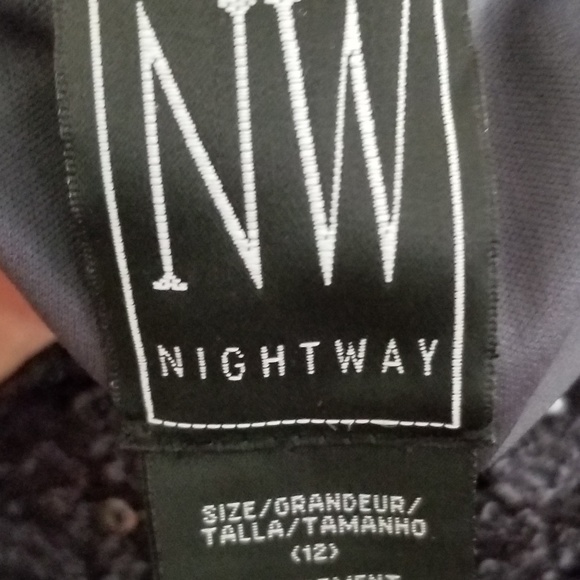 NW
NIGHTWAY
SIZE/GRANDEUR/
TALLA/TAMANHO
(12)